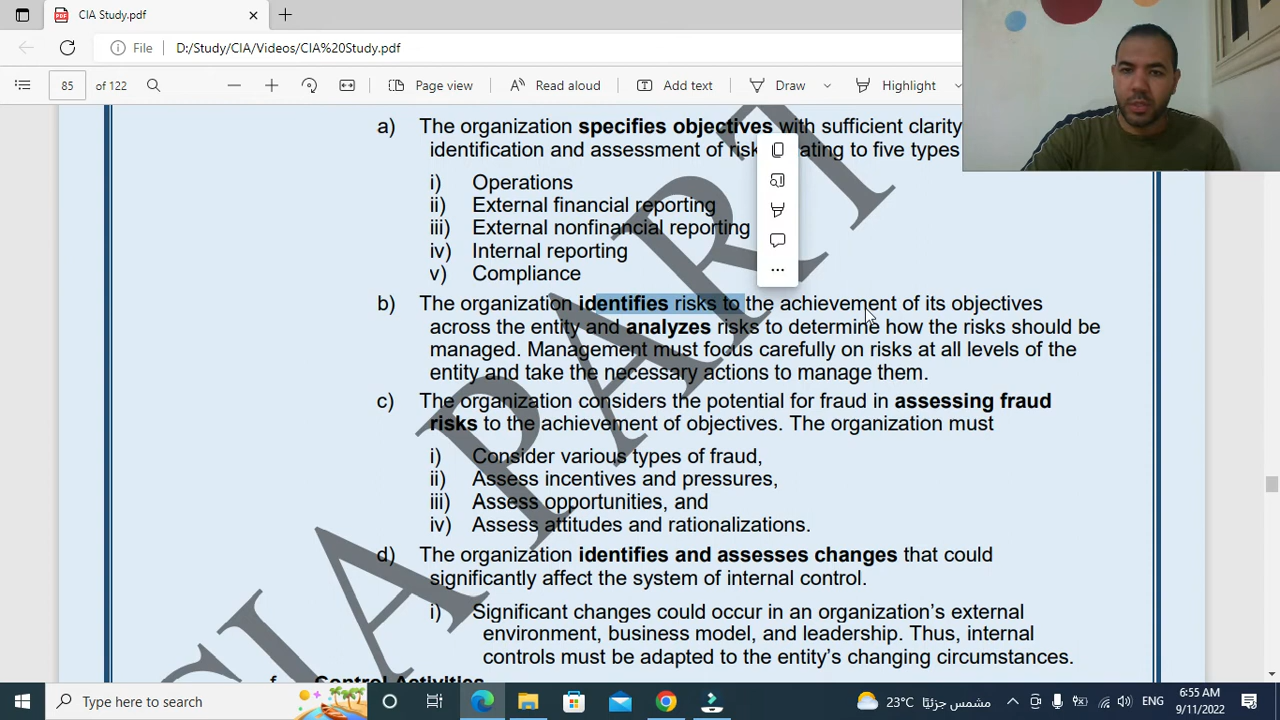 CIA Study.pdf
File
D:/Study/CIA/Videos/CIA%20Study.pdf
85
of 122
Page view
Read aloud
Add text
Draw
Highlight
a) The organization specifies objectives with sufficient clarity
identification and assessment of ris ating to five types
i) Operations
ii) External financial reporting
iii) External nonfinancial reporting
iv) Internal reporting
v) Compliance
b) The organization identifies risks to the achievement of its objectives
across the entity and analyzes risks to determine how the risks should be
managed. Management must focus carefully on risks at all levels of the
entity and take the necessary actions to manage them.
c) The organization considers the potential for fraud in assessing fraud
risks to the achievement of objectives. The organization must
i) Consider various types of fraud,
ii) Assess incentives and pressures,
iii) Assess opportunities, and
iv) Assess attitudes and rationalizations.
d) The organization identifies and assesses changes that could
significantly affect the system of internal control.
i) Significant changes could occur in an organization's external
environment, business model, and leadership. Thus, internal
controls must be adapted to the entity's changing circumstances.
f. Control Activities
CIA PART
Type here to search
23°C مشمس جزئيًا
ENG
6:55 AM
9/11/2022